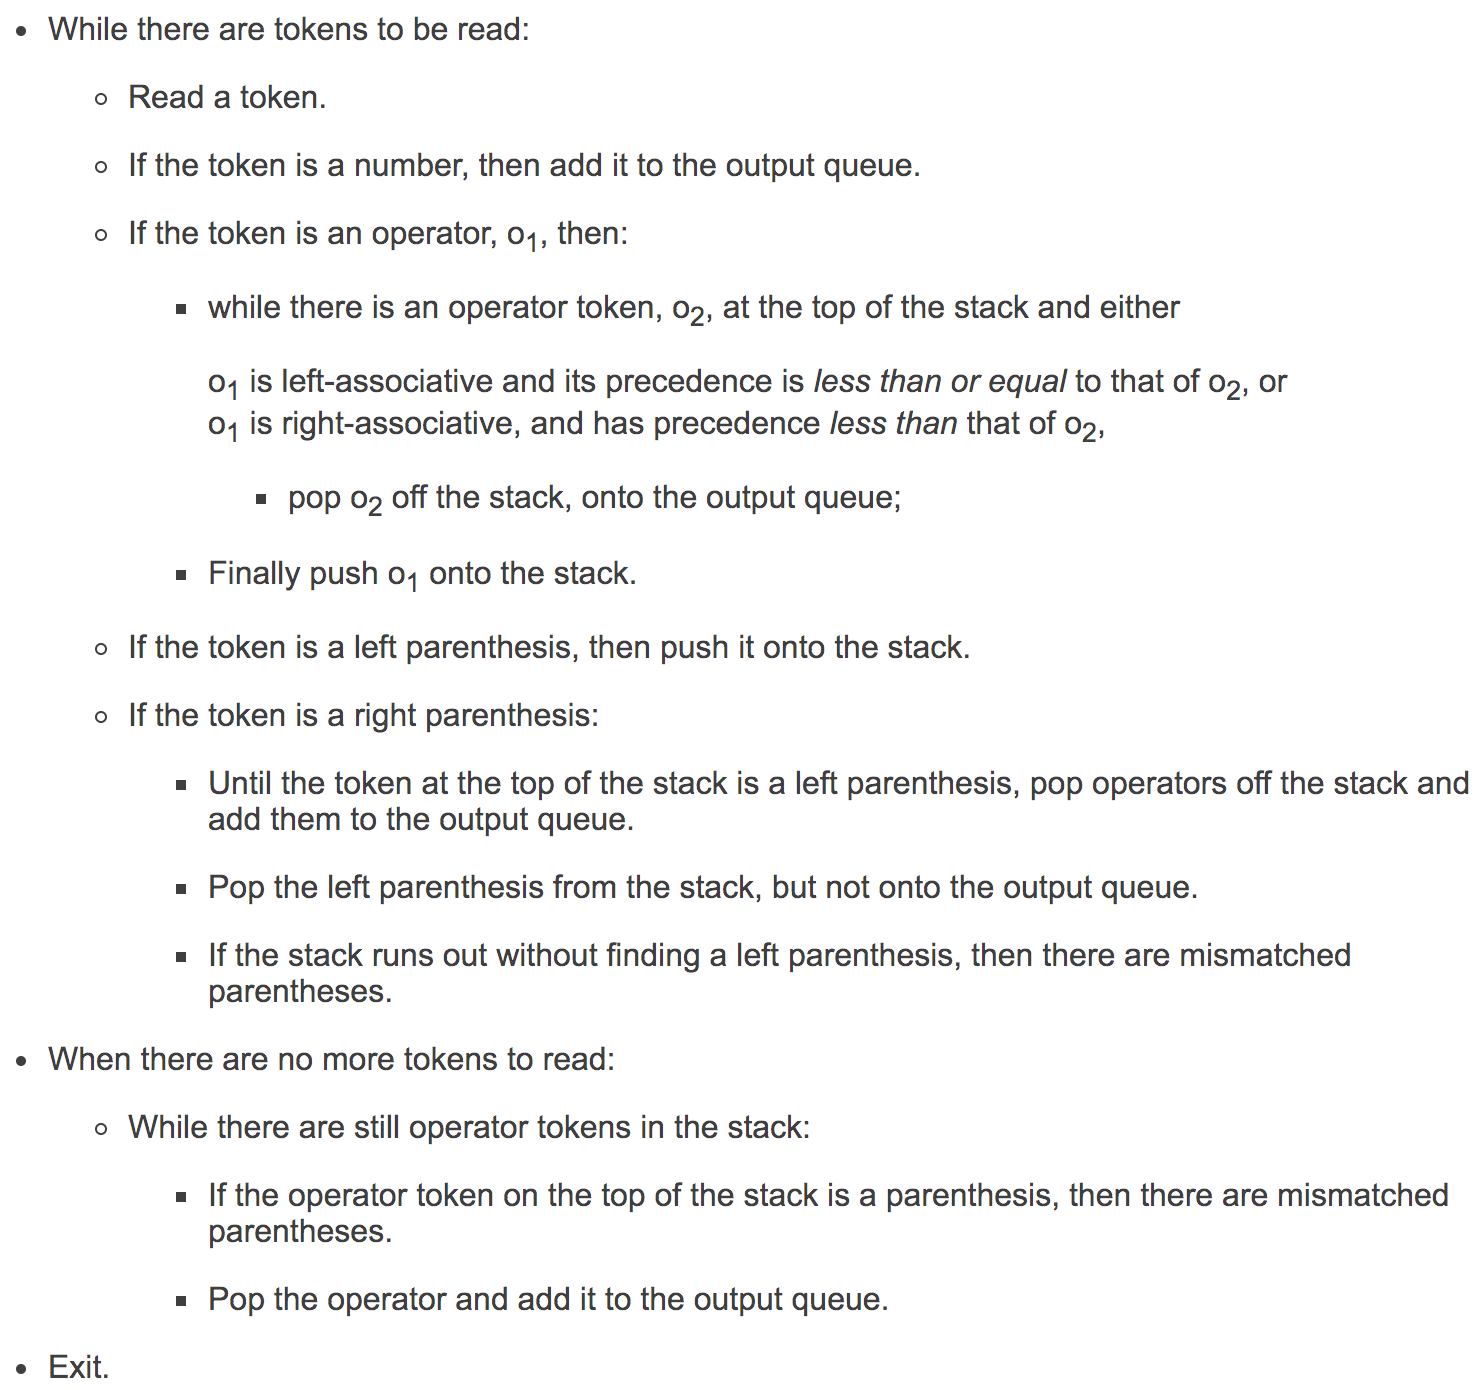 While there are tokens to be read:
Read a token.
If the token is a number, then add it to the output queue.
If the token is an operator, o1, then:
while there is an operator token, o2, at the top of the stack and either
o1 is left-associative and its precedence is less than or equal to that of o2, or
o1 is right-associative, and has precedence less than that of o2,
pop o2 off the stack, onto the output queue;
Finally push o1 onto the stack.
If the token is a left parenthesis, then push it onto the stack.
If the token is a right parenthesis:
Until the token at the top of the stack is a left parenthesis, pop operators off the stack and
add them to the output queue.
Pop the left parenthesis from the stack, but not onto the output queue.
If the stack runs out without finding a left parenthesis, then there are mismatched
parentheses.
When there are no more tokens to read:
While there are still operator tokens in the stack:
If the operator token on the top of the stack is a parenthesis, then there are mismatched
parentheses.
Pop the operator and add it to the output queue.
Exit.